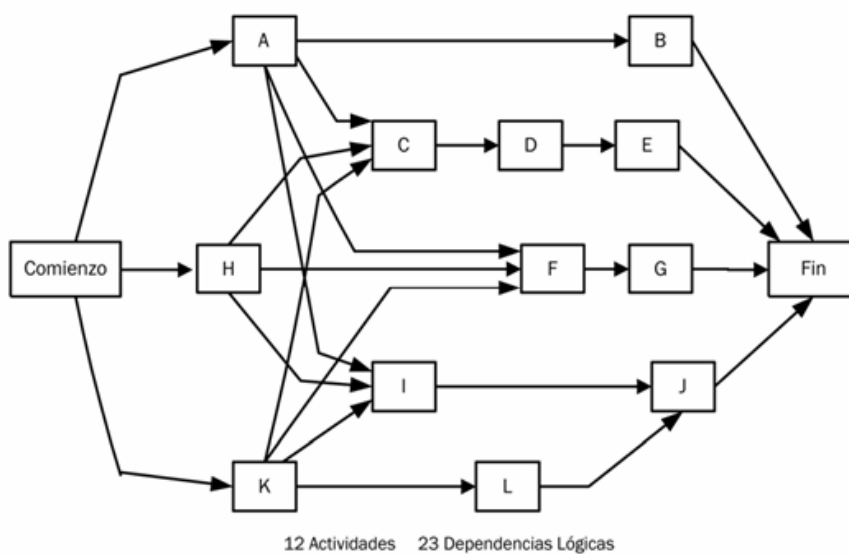 A
B
C
D
E
Comienzo
H
F
G
Fin
I
J
K
L
12 Actividades 23 Dependencias Lógicas